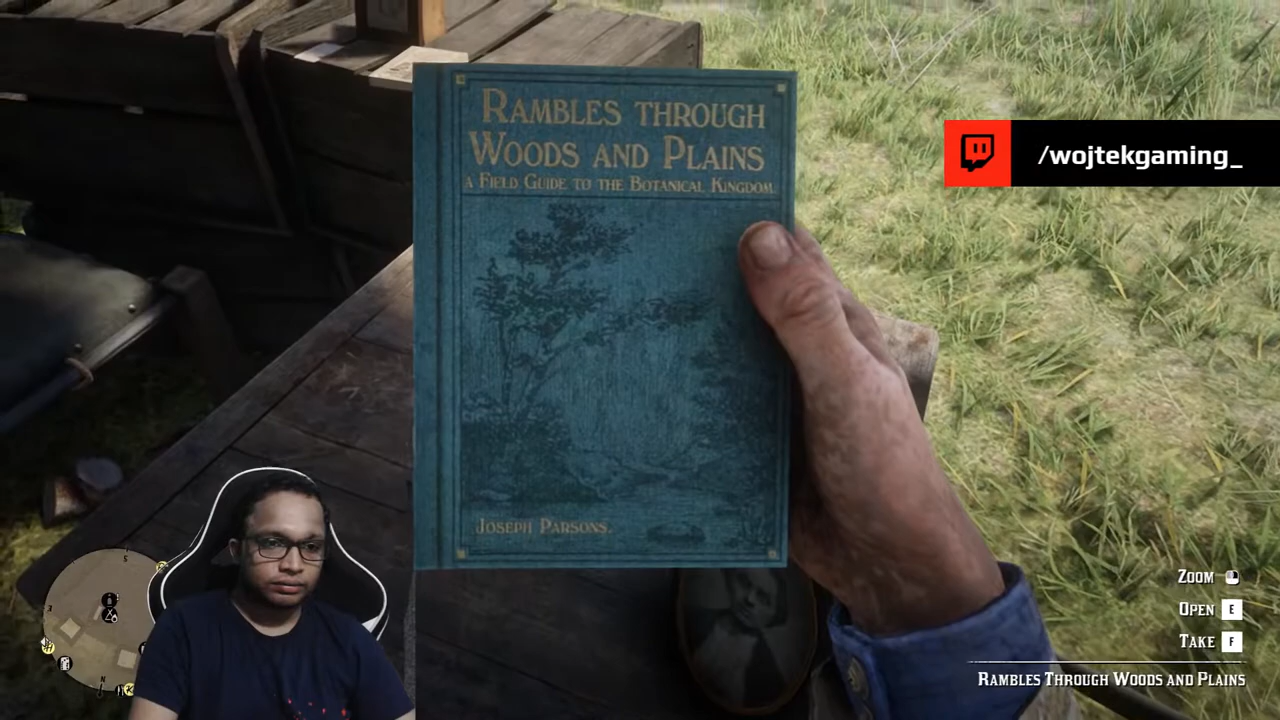 RAMBLES THROUGH
WOODS AND PLAINS
A FIELD GUIDE TO THE BOTANICAL KINGDOM
JOSEPH PARSONS.
/wojtekgaming_
ZOOM
OPEN E
TAKE F
RAMBLES THROUGH WOODS AND PLAINS